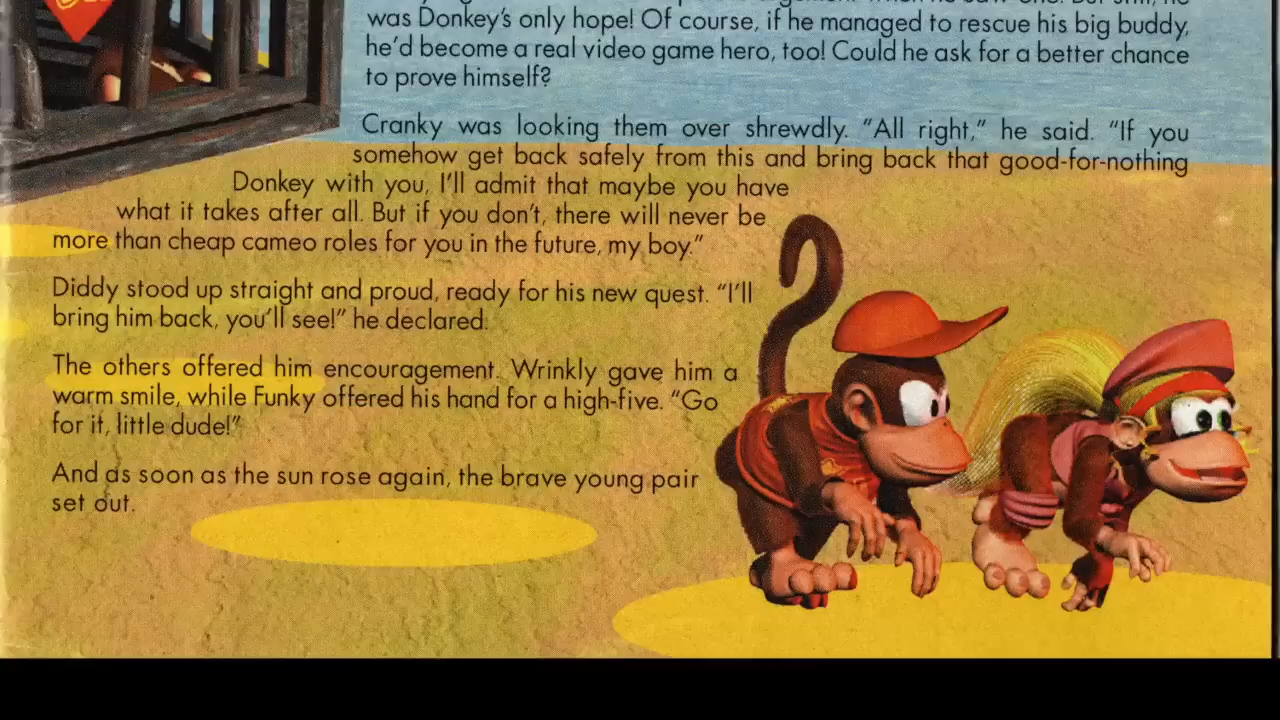 was Donkey's only hope! Of course, if he managed to rescue his big buddy,
he'd become a real video game hero, too! Could he ask for a better chance
to prove himself?
Cranky was looking them over shrewdly. "All right," he said. "If you
somehow get back safely from this and bring back that good-for-nothing
Donkey with you, I'll admit that maybe you have
what it takes after all. But if you don't, there will never be
more than cheap cameo roles for you in the future, my boy."
Diddy stood up straight and proud, ready for his new quest. "I'll
bring him back, you'll see!" he declared.
The others offered him encouragement. Wrinkly gave him a
warm smile, while Funky offered his hand for a high-five. "Go
for it, little dude!"
And as soon as the sun rose again, the brave young pair
set out.